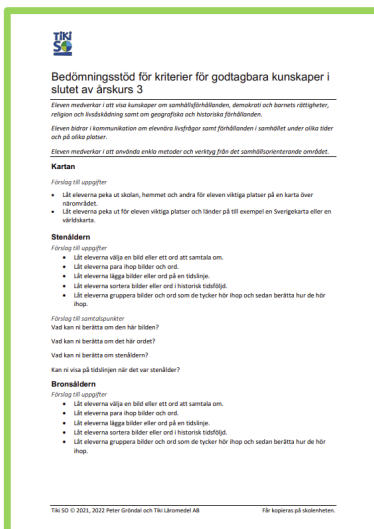 Tiki
SO
Bedömningsstöd för kriterier för godtagbara kunskaper i
slutet av årskurs 3
Eleven medverkar i att visa kunskaper om samhällsförhållanden, demokrati och barnets rättigheter,
religion och livsåskådning samt om geografiska och historiska förhållanden.
Eleven bidrar i kommunikation om elevnära livsfrågor samt förhållanden i samhället under olika tider
och på olika platser.
Eleven medverkar i att använda enkla metoder och verktyg från det samhällsorienterande området.
Kartan
Förslag till uppgifter
• Låt eleverna peka ut skolan, hemmet och andra för eleven viktiga platser på en karta över
närområdet.
• Låt eleverna peka ut för eleven viktiga platser och länder på till exempel en Sverigekarta eller en
världskarta.
Stenåldern
Förslag till uppgifter
• Låt eleverna välja en bild eller ett ord att samtala om.
• Låt eleverna para ihop bilder och ord.
• Låt eleverna lägga bilder eller ord på en tidslinje.
• Låt eleverna sortera bilder eller ord i historisk tidsföljd.
• Låt eleverna gruppera bilder och ord som de tycker hör ihop och sedan berätta hur de hör
ihop.
Förslag till samtalspunkter
Vad kan ni berätta om den här bilden?
Vad kan ni berätta om det här ordet?
Vad kan ni berätta om stenåldern?
Kan ni visa på tidslinjen när det var stenålder?
Bronsåldern
Förslag till uppgifter
• Låt eleverna välja en bild eller ett ord att samtala om.
• Låt eleverna para ihop bilder och ord.
• Låt eleverna lägga bilder eller ord på en tidslinje.
• Låt eleverna sortera bilder eller ord i historisk tidsföljd.
• Låt eleverna gruppera bilder och ord som de tycker hör ihop och sedan berätta hur de hör
ihop.
Tiki SO © 2021, 2022 Peter Gröndal och Tiki Läromedel AB Får kopieras på skolenheten.